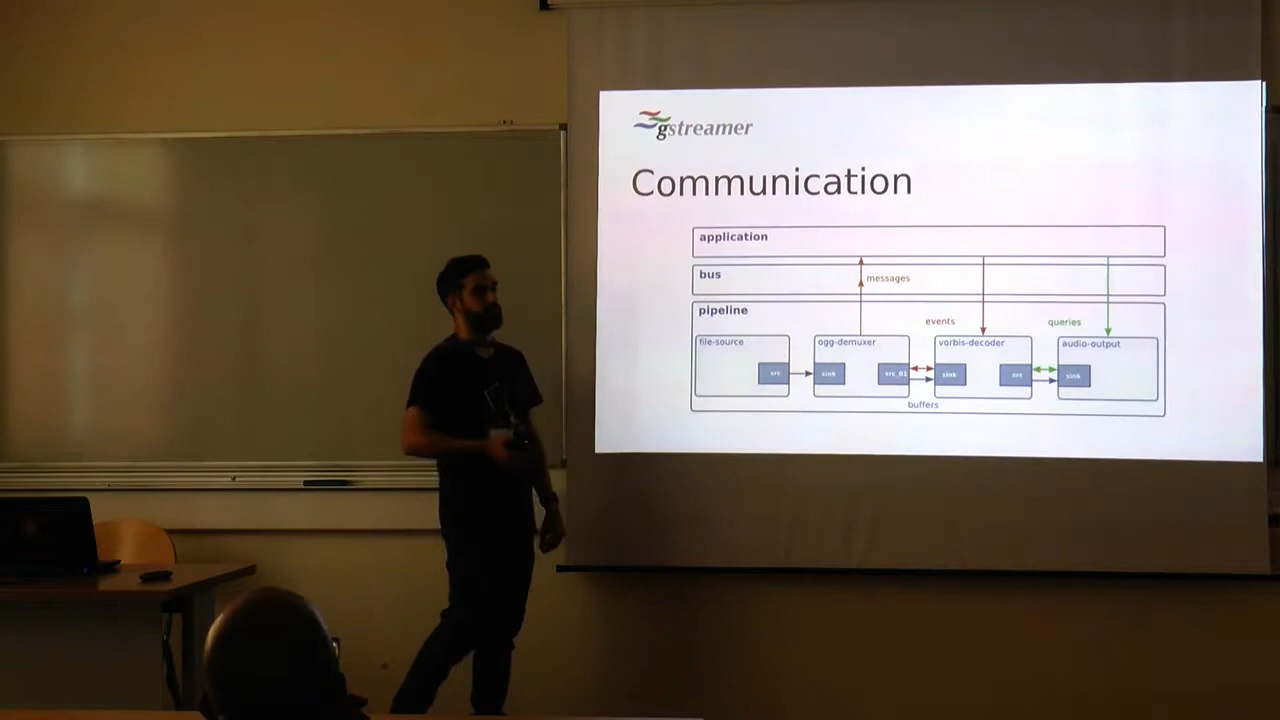 gstreamer
Communication
application
bus
messages
pipeline
events
queries
file-source
ogg-demuxer
vorbis-decoder
audio-output
src
sink
src_01
sink
src
sink
buffers